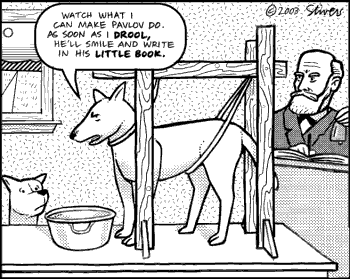 © 2003 Stivers
WATCH WHAT I
CAN MAKE PAVLOV DO.
AS SOON AS I DROOL,
HE'LL SMILE AND WRITE
IN HIS LITTLE BOOK.